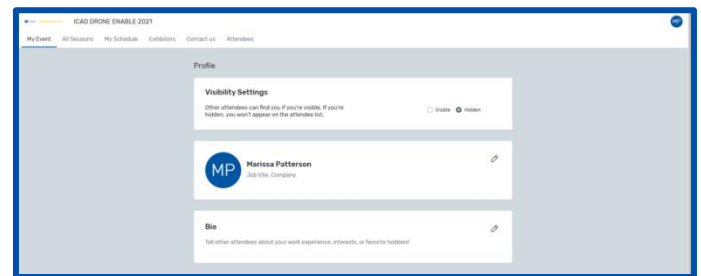 ICAO DRONE ENABLE 2021
MP
My Event All Sessions My Schedule Exhibitors Contact us Attendees
Profile
Visibility Settings
Other attendees can find you if you're visible. If you're
hidden, you won't appear on the attendee list.
Visible Hidden
MP
Marissa Patterson
Job title, Company
Bio
Tell other attendees about your work experience, interests, or favorite hobbies!